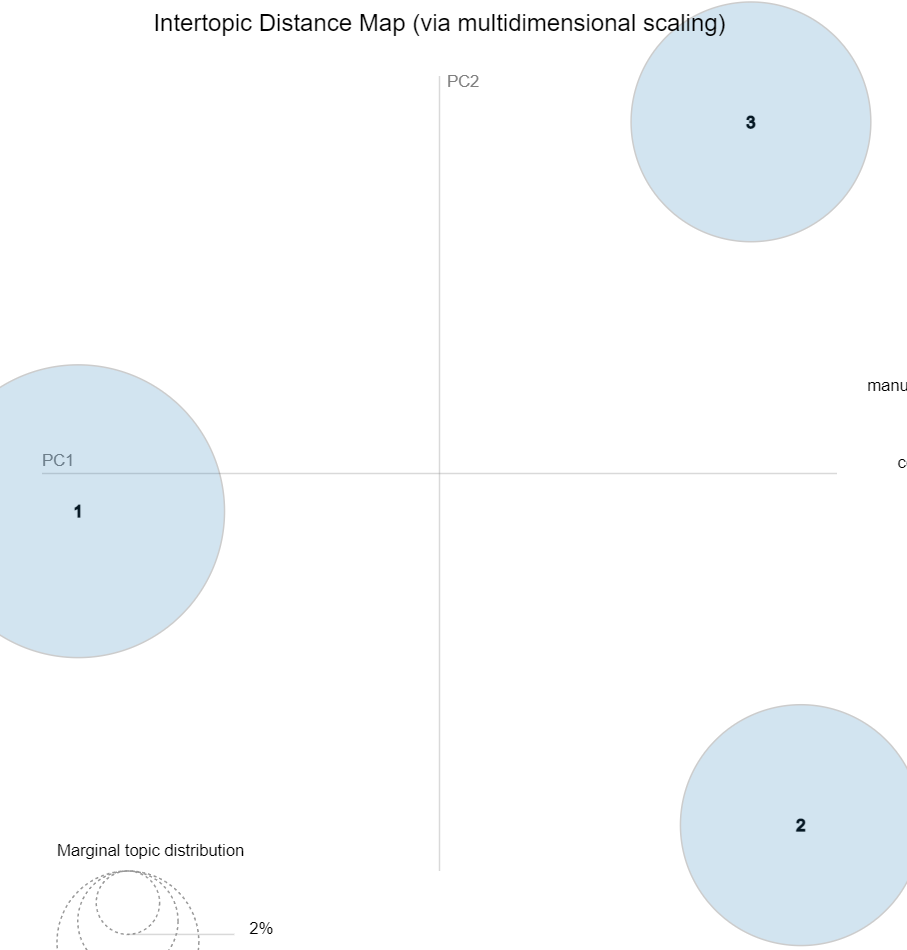 Intertopic Distance Map (via multidimensional scaling)
PC2
3
manu
PC1
c
1
2
Marginal topic distribution
2%